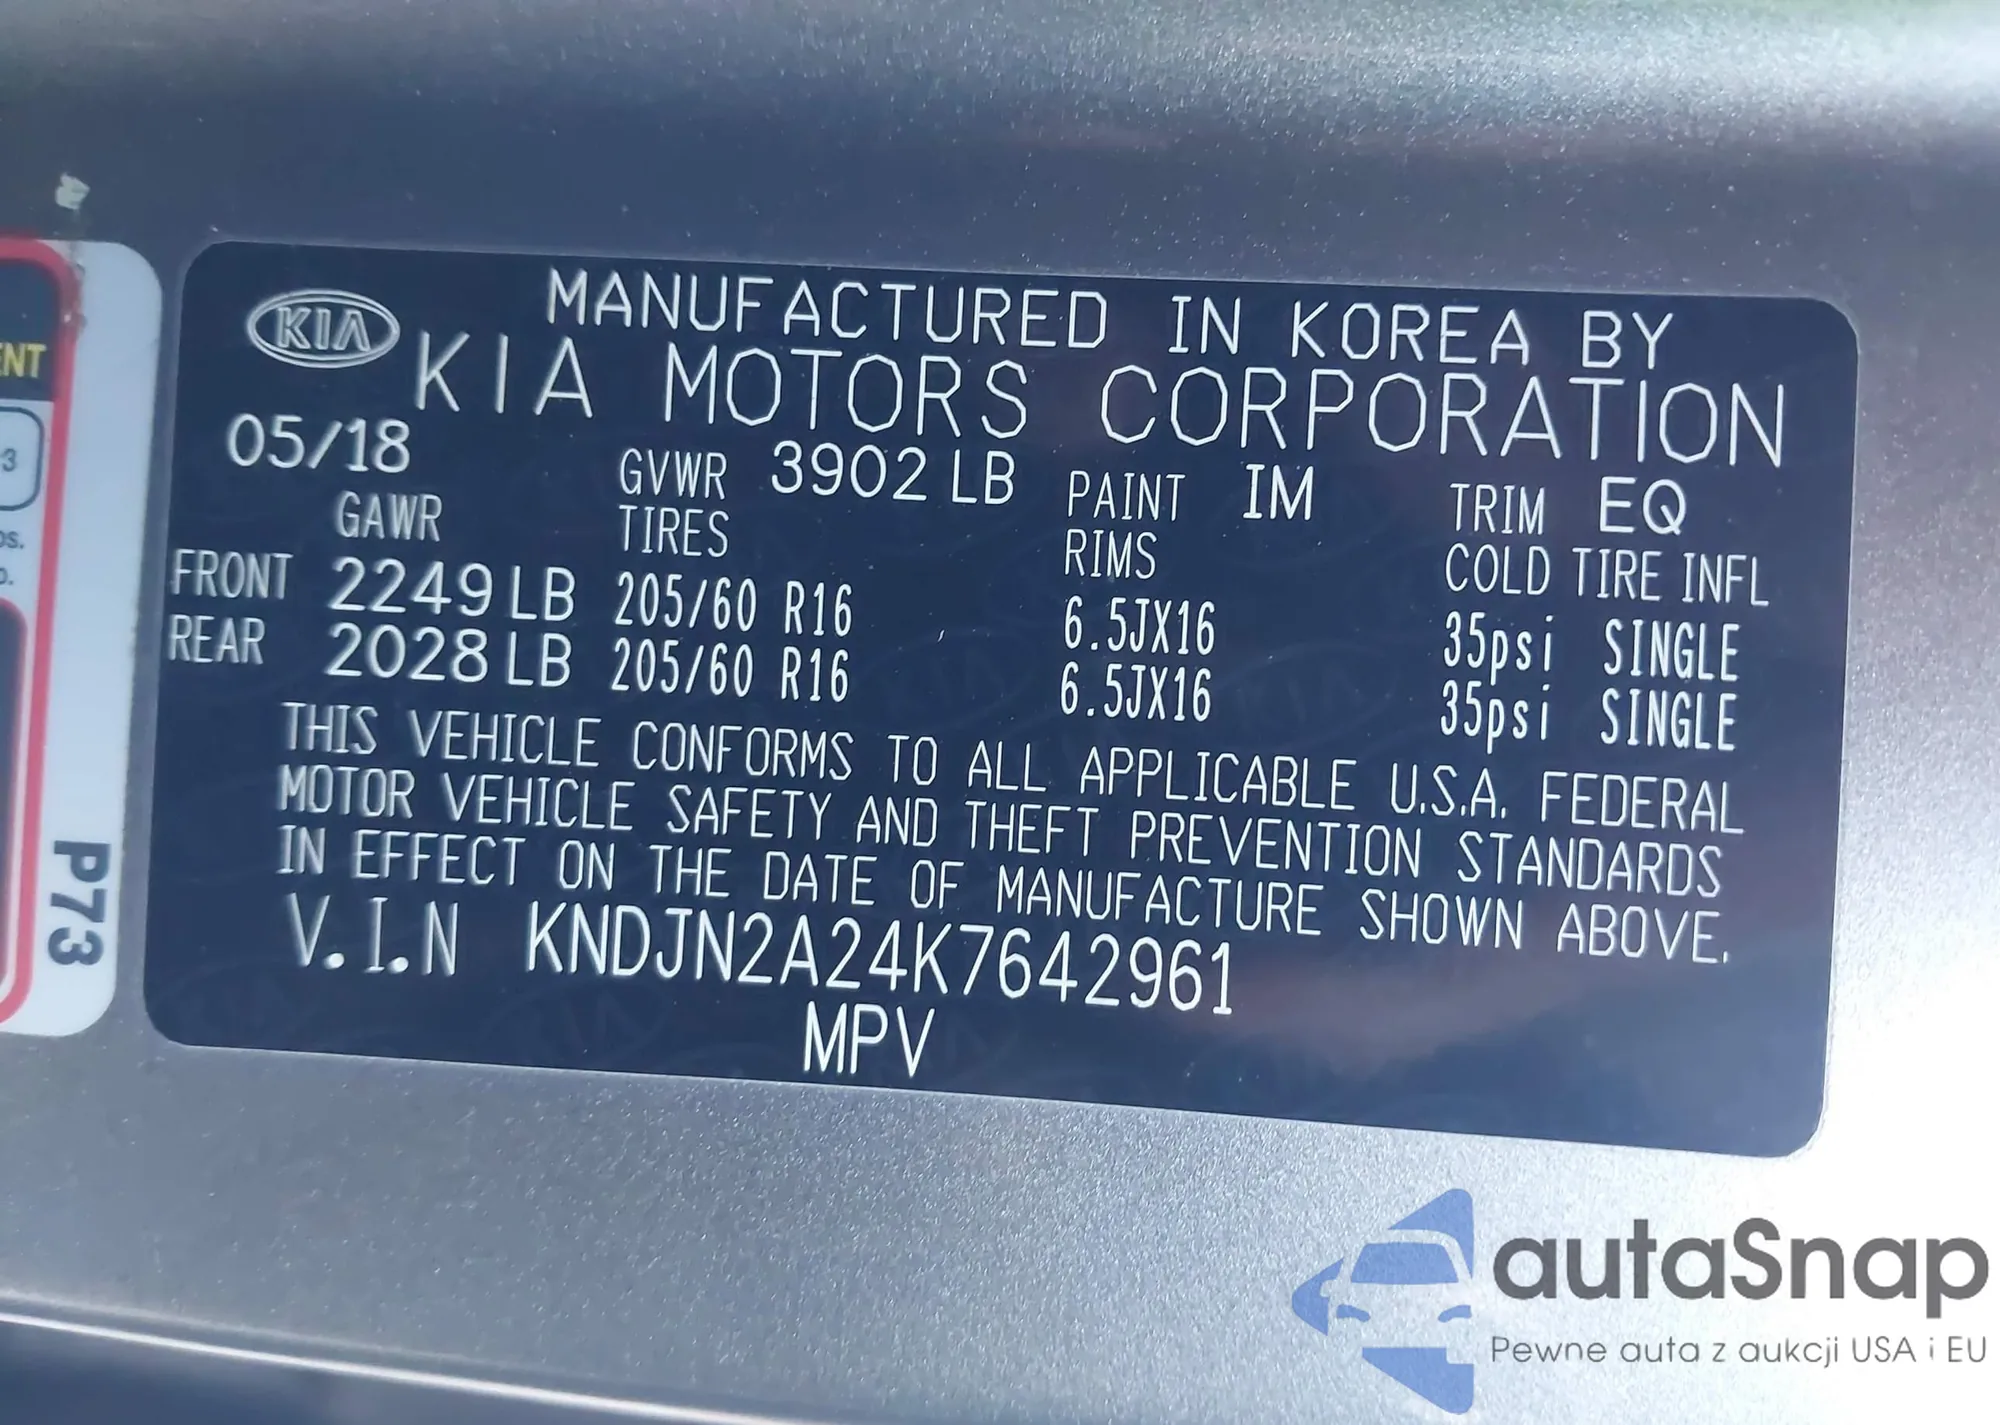 KIA
MANUFACTURED IN KOREA BY
KIA MOTORS CORPORATION
05/18
GVWR 3902 LB PAINT IM TRIM EQ
GAWR TIRES RIMS COLD TIRE INFL
FRONT 2249 LB 205/60 R16 6.5JX16 35psi SINGLE
REAR 2028 LB 205/60 R16 6.5JX16 35psi SINGLE
THIS VEHICLE CONFORMS TO ALL APPLICABLE U.S.A. FEDERAL
MOTOR VEHICLE SAFETY AND THEFT PREVENTION STANDARDS
IN EFFECT ON THE DATE OF MANUFACTURE SHOWN ABOVE.
V.I.N KNDJN2A24K7642961
MPV
P73
autaSnap
Pewne auta z aukcji USA i EU